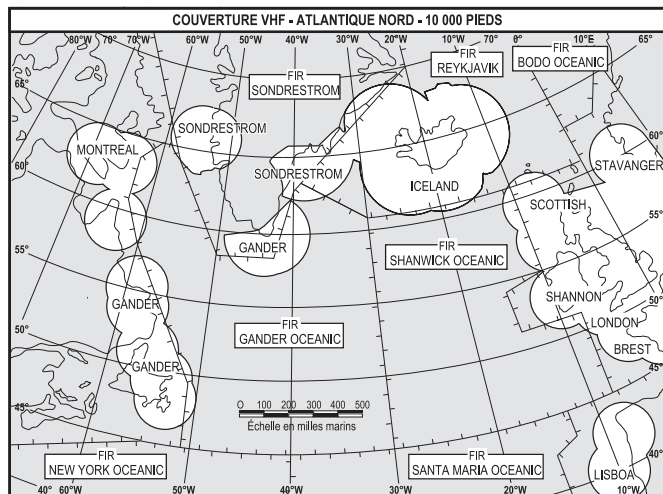 COUVERTURE VHF - ATLANTIQUE NORD - 10 000 PIEDS
80°W 70°W 70°W 60°W 50°W 40°W 30°W 20°W 10°W 0° 10°E 65°
65°
60°
55°
50°
45°
60°
55°
50°
45°
FIR
SONDRESTROM
FIR
REYKJAVIK
FIR
BODO OCEANIC
SONDRESTROM
MONTREAL
SONDRESTROM
ICELAND
STAVANGER
SCOTTISH
GANDER
FIR
SHANWICK OCEANIC
SHANNON
GANDER
LONDON
FIR
GANDER OCEANIC
BREST
GANDER
0 100 200 300 400 500
Échelle en milles marins
FIR
NEW YORK OCEANIC
FIR
SANTA MARIA OCEANIC
LISBOA
40° 60°W 50°W 40°W 30°W 20°W 10°W 40°